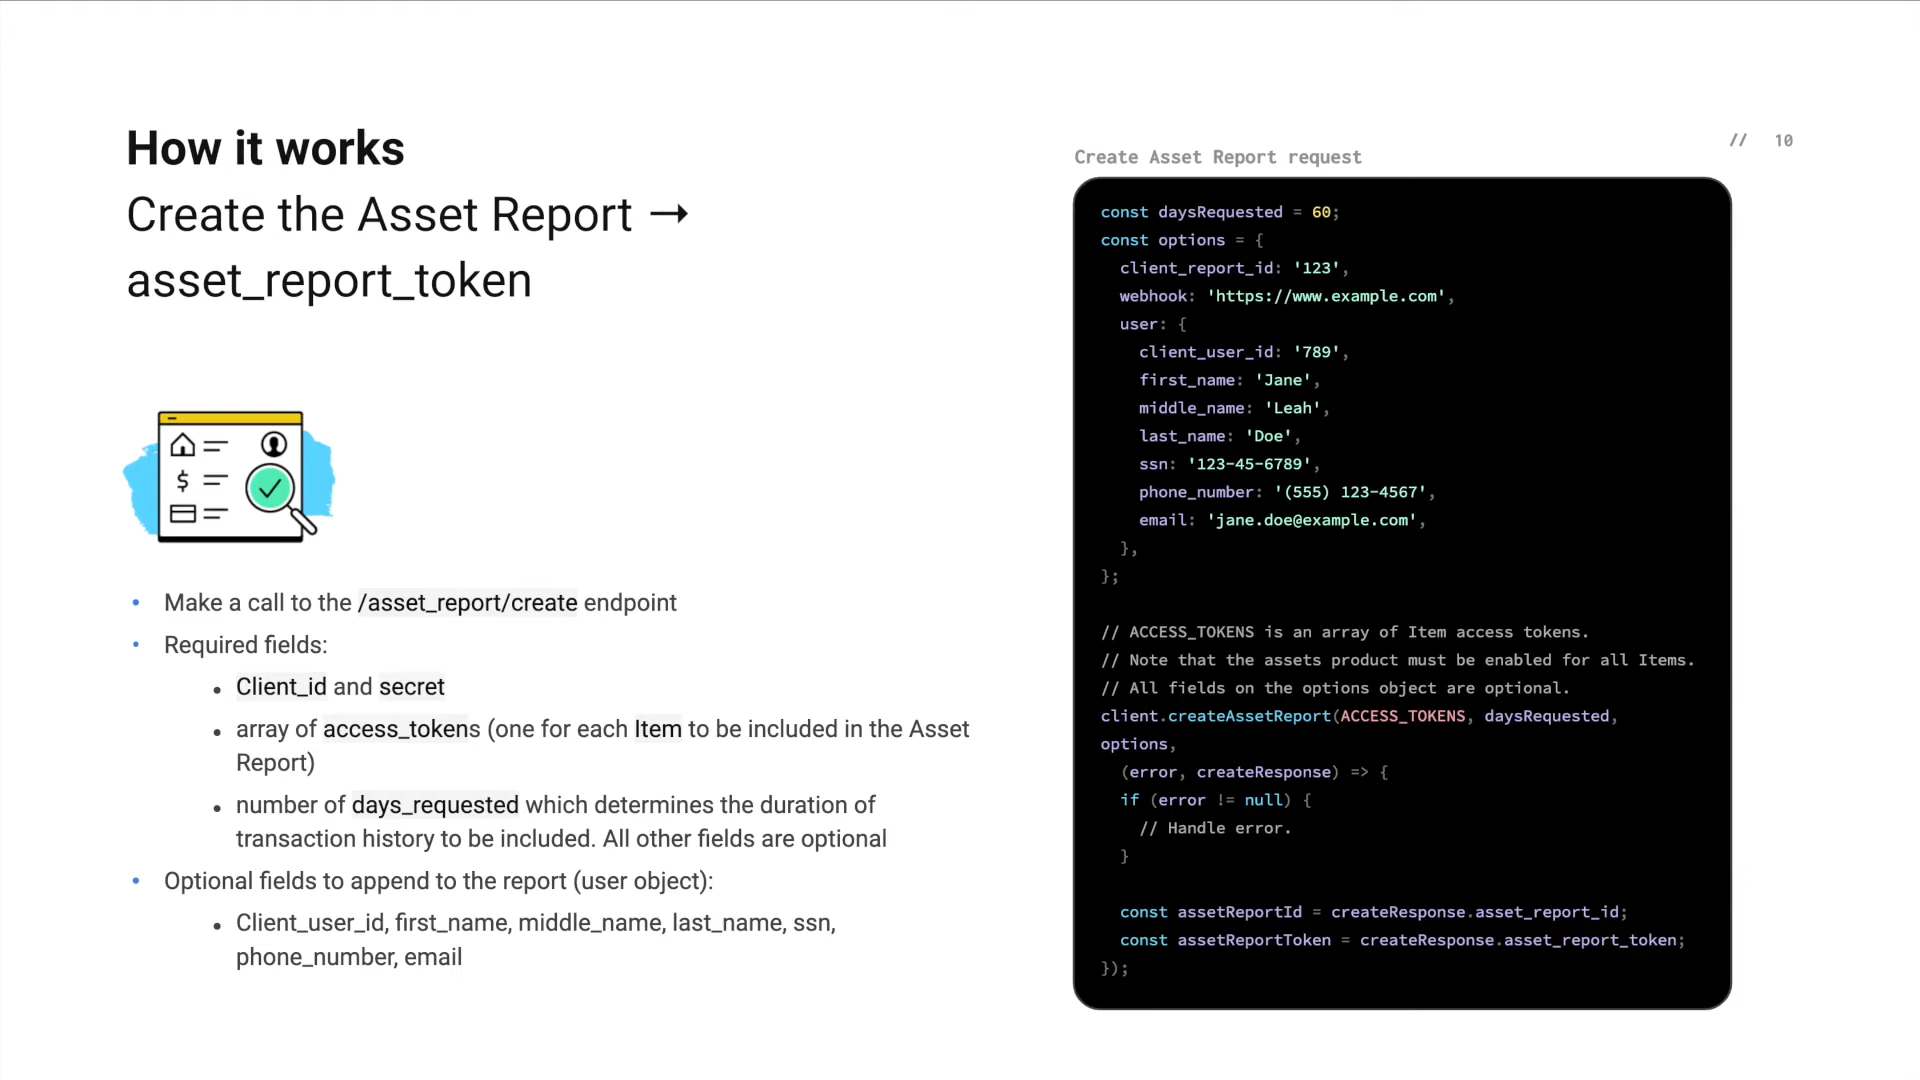 How it works
Create the Asset Report →
asset_report_token
• Make a call to the /asset_report/create endpoint
• Required fields:
• Client_id and secret
• array of access_tokens (one for each Item to be included in the Asset
Report)
• number of days_requested which determines the duration of
transaction history to be included. All other fields are optional
• Optional fields to append to the report (user object):
• Client_user_id, first_name, middle_name, last_name, ssn,
phone_number, email
// 10
Create Asset Report request
const daysRequested = 60;
const options = {
  client_report_id: '123',
  webhook: 'https://www.example.com',
  user: {
    client_user_id: '789',
    first_name: 'Jane',
    middle_name: 'Leah',
    last_name: 'Doe',
    ssn: '123-45-6789',
    phone_number: '(555) 123-4567',
    email: 'jane.doe@example.com',
  },
};
// ACCESS_TOKENS is an array of Item access tokens.
// Note that the assets product must be enabled for all Items.
// All fields on the options object are optional.
client.createAssetReport(ACCESS_TOKENS, daysRequested,
options,
  (error, createResponse) => {
  if (error != null) {
    // Handle error.
  }
  const assetReportId = createResponse.asset_report_id;
  const assetReportToken = createResponse.asset_report_token;
});